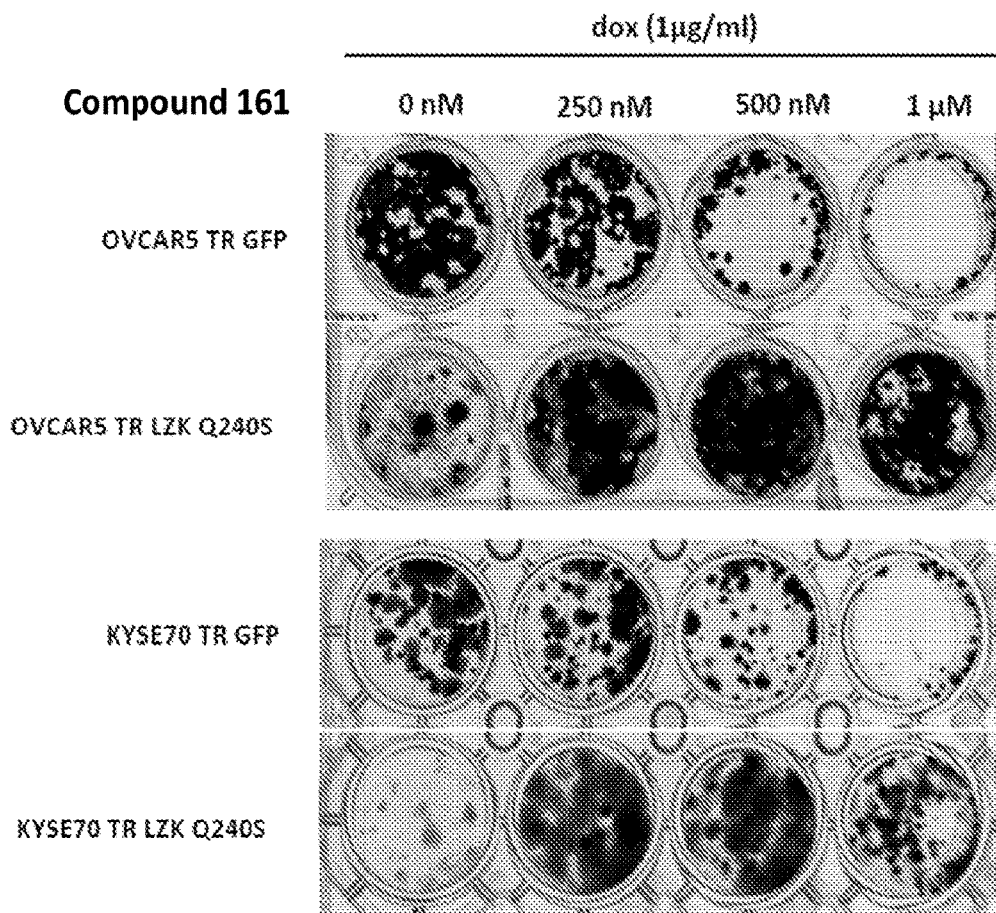 dox (1µg/ml)
Compound 161 0 nM 250 nM 500 nM 1 µM
OVCAR5 TR GFP
OVCAR5 TR LZK Q240S
KYSE70 TR GFP
KYSE70 TR LZK Q240S